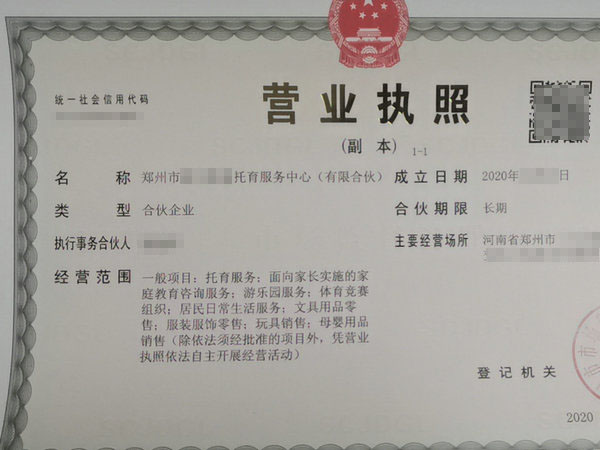 营业执照
（副 本） 1-1
统一社会信用代码
名 称 郑州市 托育服务中心（有限合伙） 成立日期 2020年 日
类 型 合伙企业 合伙期限 长期
执行事务合伙人 主要经营场所 河南省郑州市
经营范围 一般项目：托育服务；面向家长实施的家
庭教育咨询服务；游乐园服务；体育竞赛
组织；居民日常生活服务；文具用品零
售；服装服饰零售；玩具销售；母婴用品
销售（除依法须经批准的项目外，凭营业
执照依法自主开展经营活动）
登记机关
2020